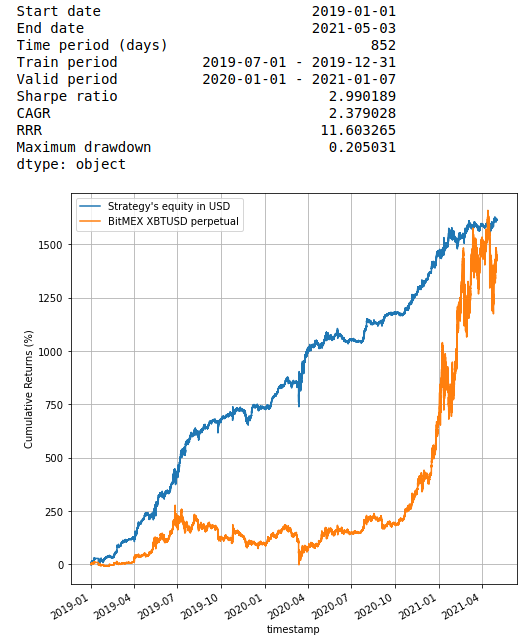 Start date 2019-01-01
End date 2021-05-03
Time period (days) 852
Train period 2019-07-01 - 2019-12-31
Valid period 2020-01-01 - 2021-01-07
Sharpe ratio 2.990189
CAGR 2.379028
RRR 11.603265
Maximum drawdown 0.205031
dtype: object
Strategy's equity in USD
BitMEX XBTUSD perpetual
Cumulative Returns (%)
1500
1250
1000
750
500
250
0
2019-01
2019-04
2019-07
2019-10
2020-01
2020-04
2020-07
2020-10
2021-01
2021-04
timestamp